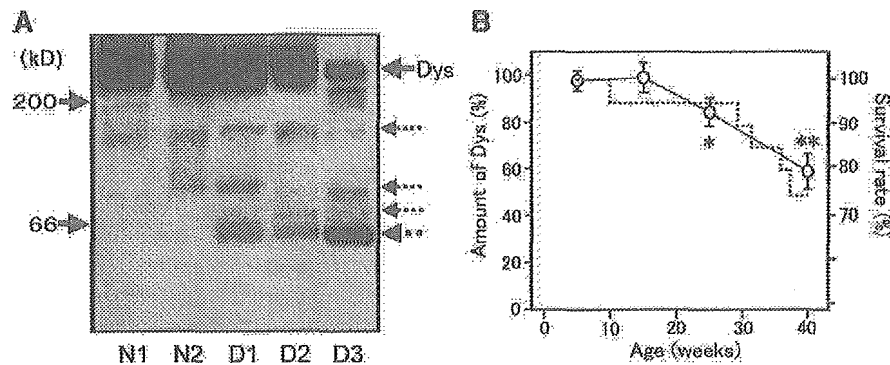 A
(kD)
200
66
Dys
N1 N2 D1 D2 D3
B
Amount of Dys (%)
100
80
60
40
20
0
0 10 20 30 40
Age (weeks)
100
90
80
70
Survival rate (%)
*
**